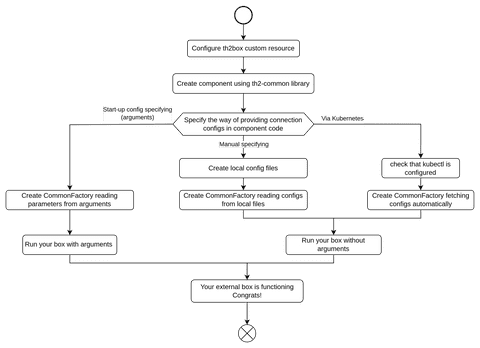 Configure th2box custom resource
Create component using th2-common library
Start-up config specifying
(arguments)
Specify the way of providing connection
configs in component code
Via Kubernetes
Manual specifying
Create local config files
check that kubectl is
configured
Create CommonFactory reading
parameters from arguments
Create CommonFactory reading configs
from local files
Create CommonFactory fetching
configs automatically
Run your box with arguments
Run your box without
arguments
Your external box is functioning
Congrats!